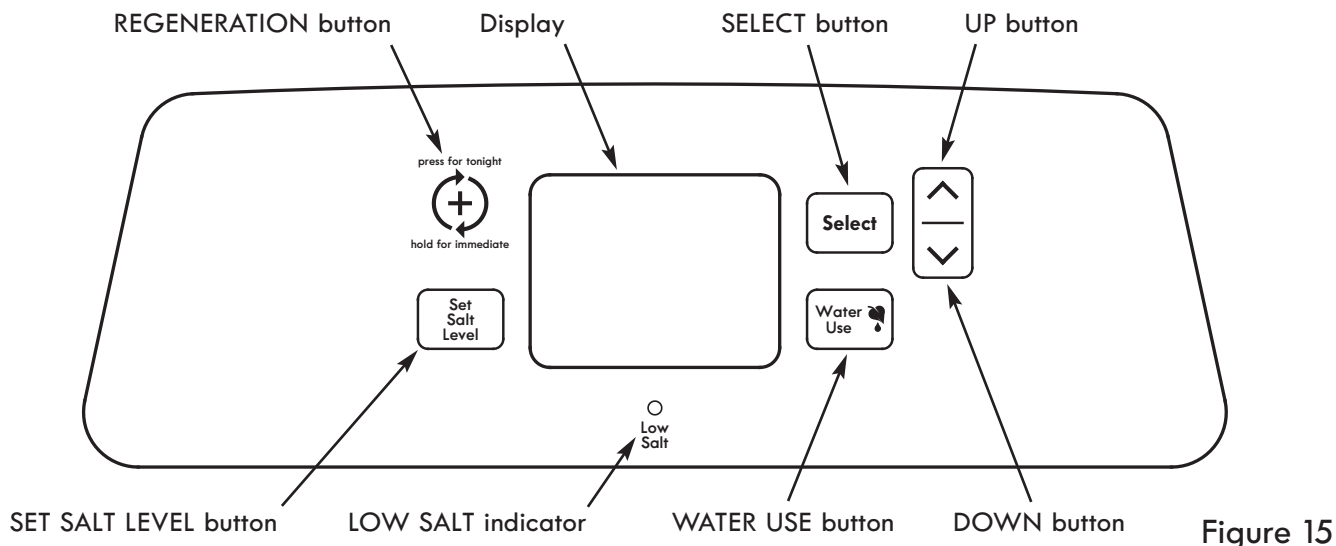 REGENERATION button
Display
SELECT button
UP button
press for tonight
hold for immediate
Select
Set
Salt
Level
Water
Use
Low
Salt
SET SALT LEVEL button
LOW SALT indicator
WATER USE button
DOWN button
Figure 15